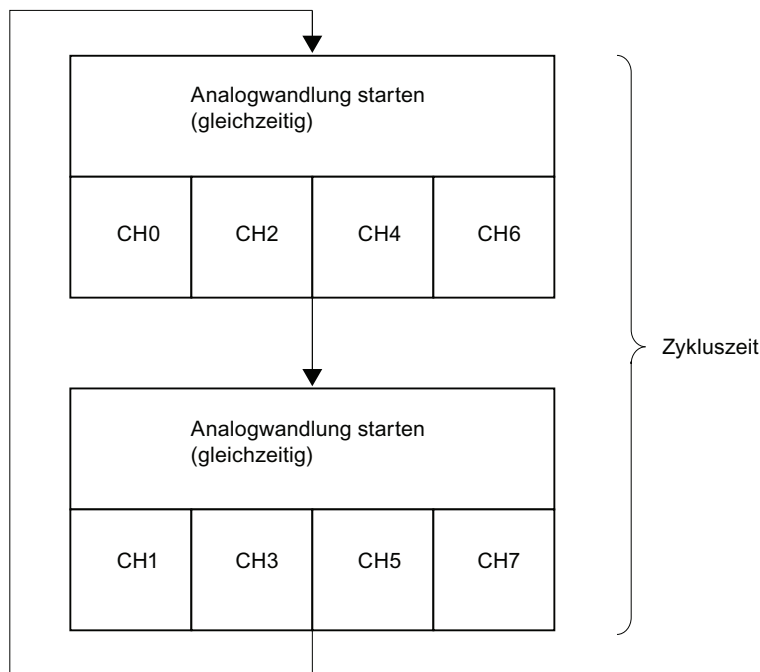 Analogwandlung starten
(gleichzeitig)
CH0 CH2 CH4 CH6
Zykluszeit
Analogwandlung starten
(gleichzeitig)
CH1 CH3 CH5 CH7